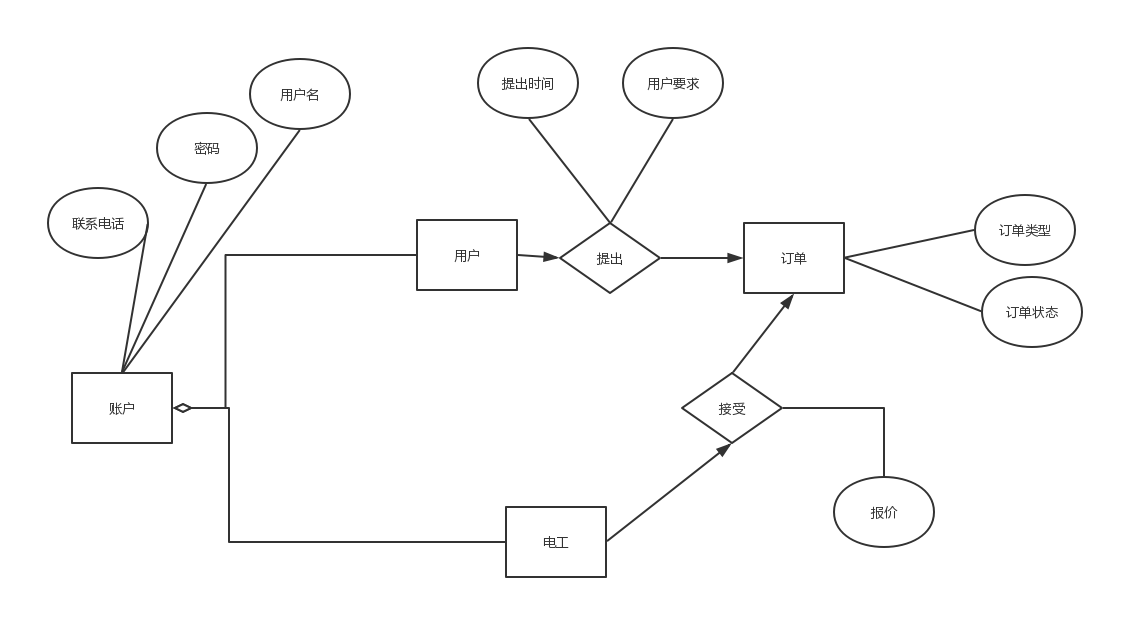 提出时间
用户要求
用户名
密码
联系电话
订单类型
用户
提出
订单
订单状态
账户
接受
报价
电工